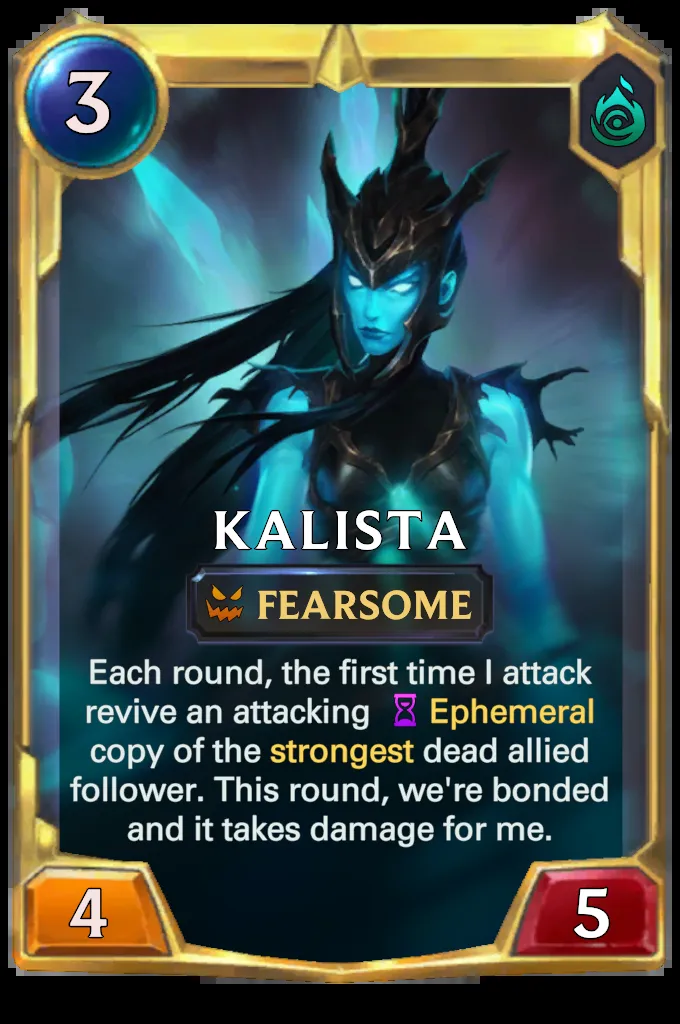 3
KALISTA
FEARSOME
Each round, the first time I attack
revive an attacking Ephemeral
copy of the strongest dead allied
follower. This round, we're bonded
and it takes damage for me.
4
5